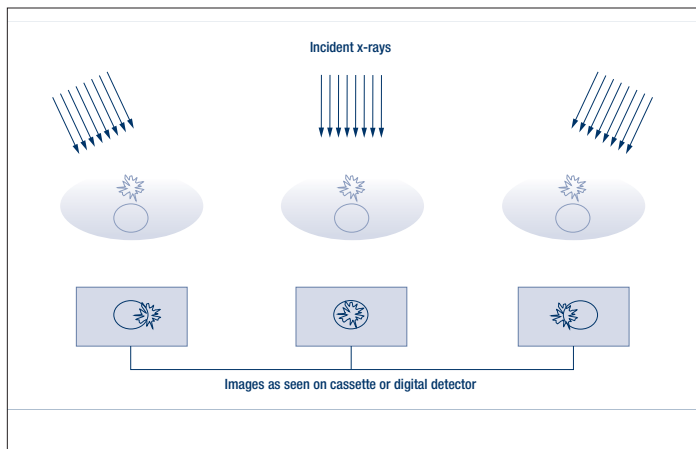 Incident x-rays
Images as seen on cassette or digital detector